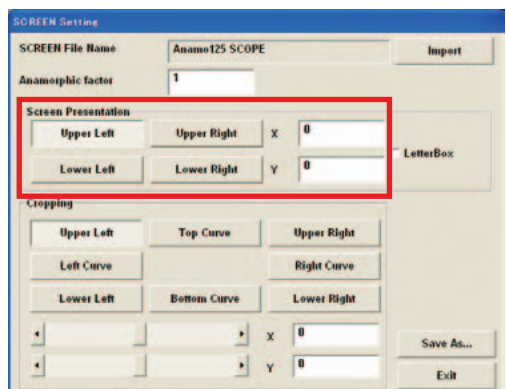 SCREEN Setting
SCREEN File Name Anamo125 SCOPE Import
Anamorphic factor 1
Screen Presentation
Upper Left Upper Right X 0
LetterBox
Lower Left Lower Right Y 0
Cropping
Upper Left Top Curve Upper Right
Left Curve Right Curve
Lower Left Bottom Curve Lower Right
X 0
Save As...
Y 0
Exit